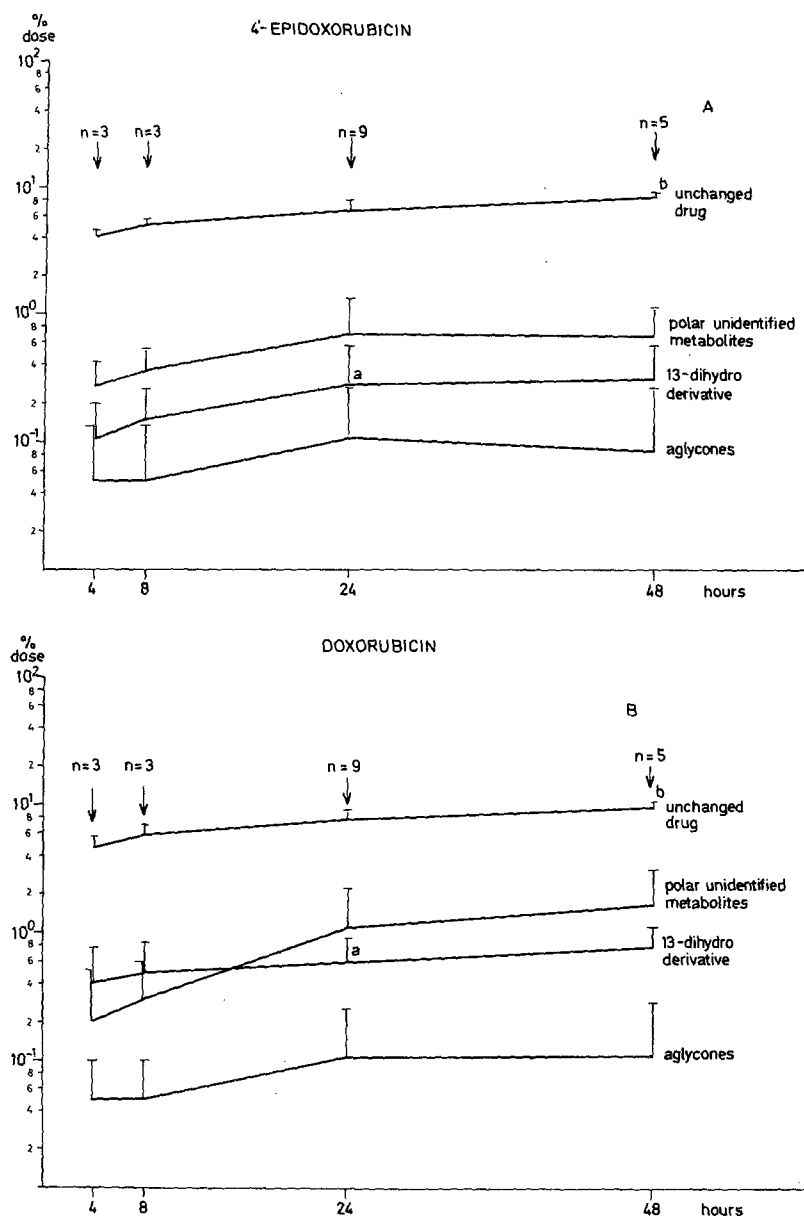 %
dose
4'-EPIDOXORUBICIN
10²
8
6
4
A
n=3
n=3
n=9
n=5
2
10¹
b
unchanged
drug
8
6
4
2
10⁰
8
6
4
polar unidentified
metabolites
a
13-dihydro
derivative
2
10⁻¹
8
6
4
aglycones
2
4
8
24
48
hours
%
dose
DOXORUBICIN
10²
8
6
4
B
n=3
n=3
n=9
n=5
2
10¹
b
unchanged
drug
8
6
4
2
polar unidentified
metabolites
10⁰
8
6
4
a
13-dihydro
derivative
2
10⁻¹
aglycones
8
6
4
2
4
8
24
48
hours